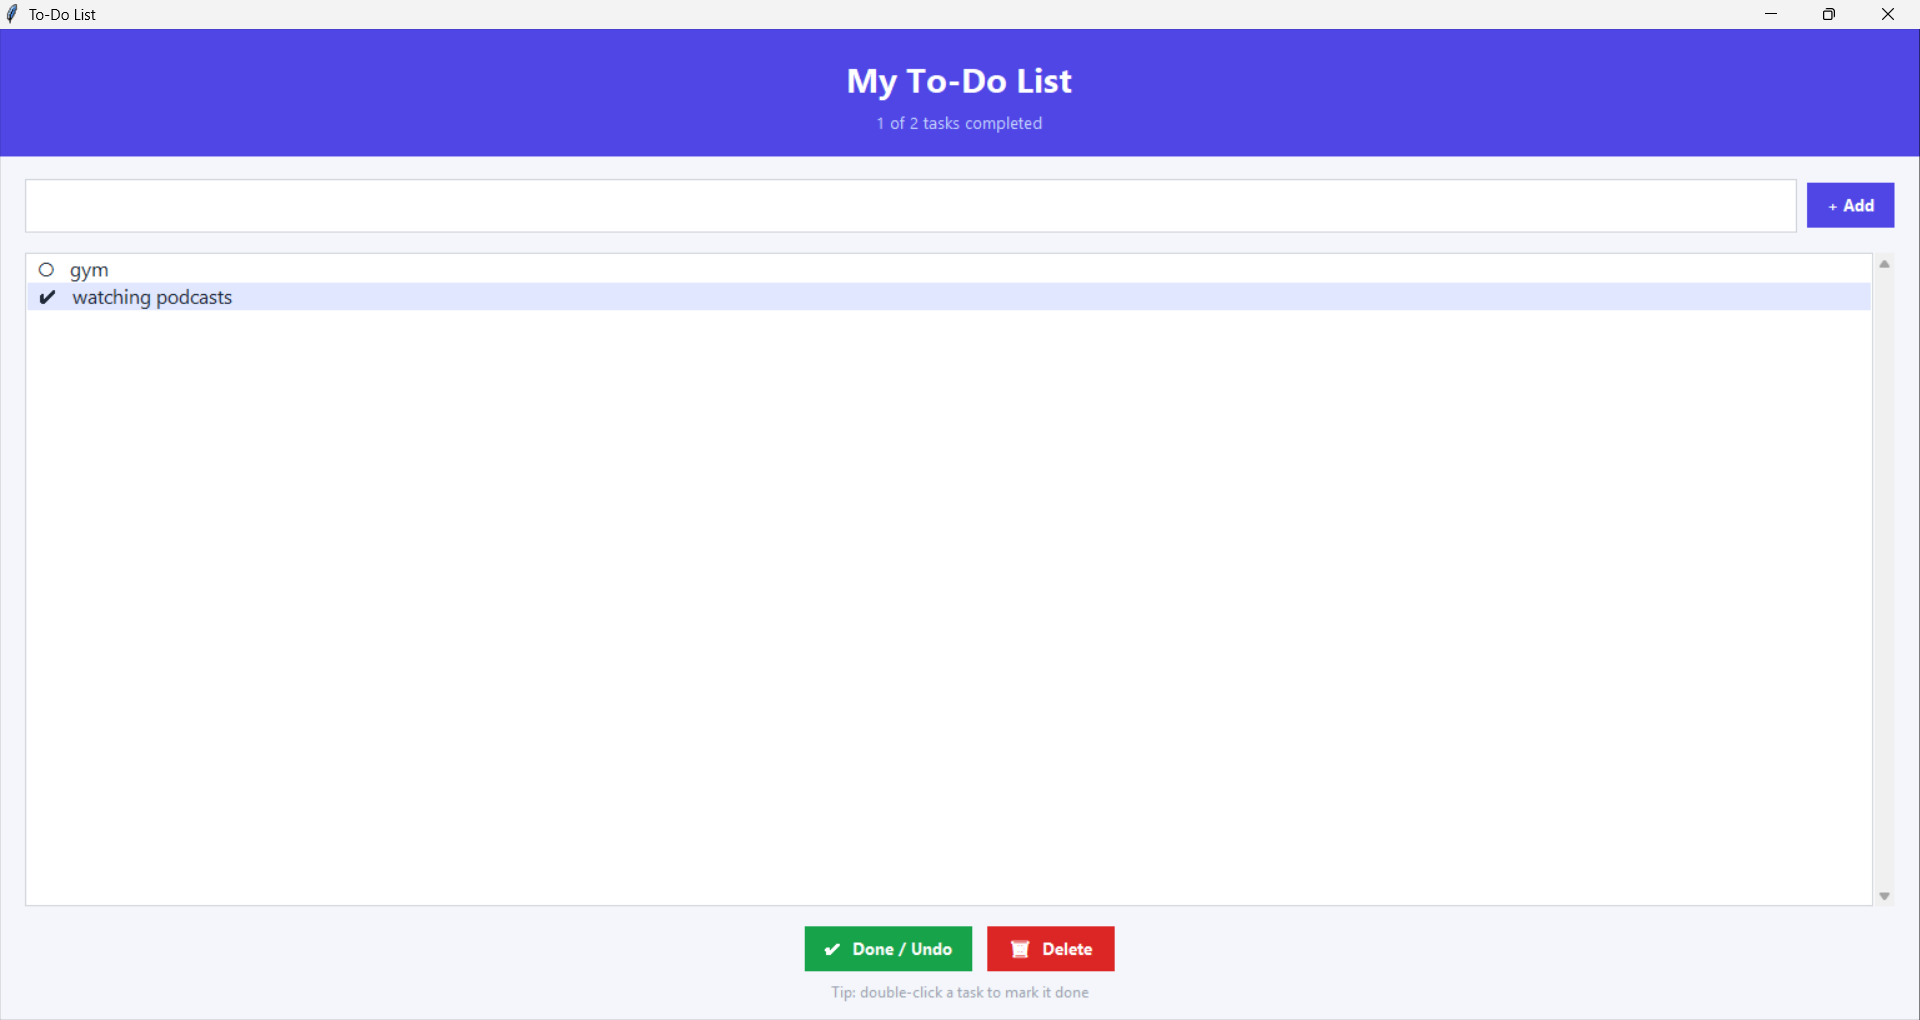 To-Do List
My To-Do List
1 of 2 tasks completed
+ Add
○ gym
✔ watching podcasts
✔ Done / Undo
Delete
Tip: double-click a task to mark it done